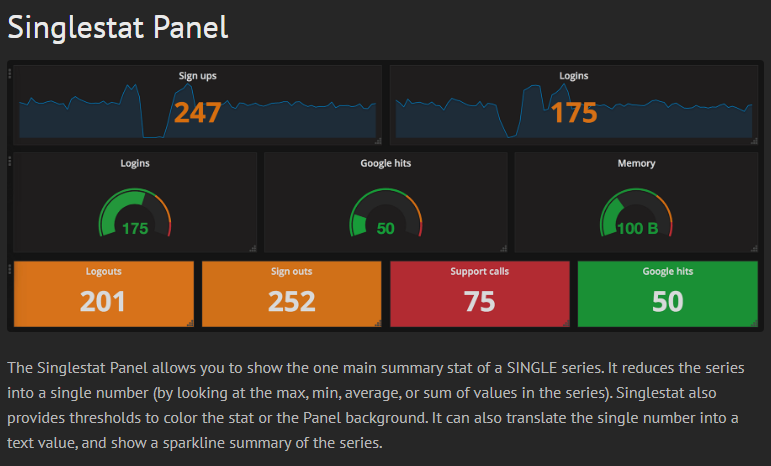 Singlestat Panel
Sign ups
Logins
247
175
Logins
Google hits
Memory
175
50
100 B
Logouts
Sign outs
Support calls
Google hits
201
252
75
50
The Singlestat Panel allows you to show the one main summary stat of a SINGLE series. It reduces the series
into a single number (by looking at the max, min, average, or sum of values in the series). Singlestat also
provides thresholds to color the stat or the Panel background. It can also translate the single number into a
text value, and show a sparkline summary of the series.